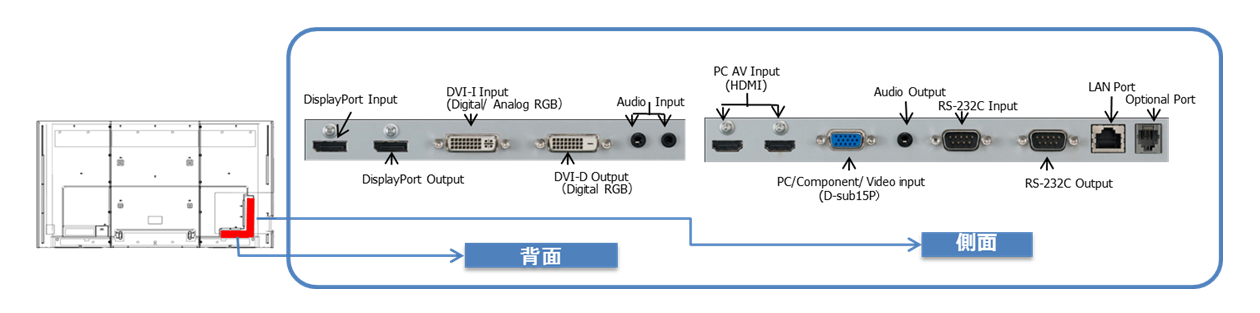 DisplayPort Input
DVI-I Input
(Digital/ Analog RGB)
Audio Input
DisplayPort Output
DVI-D Output
(Digital RGB)
PC AV Input
(HDMI)
Audio Output
RS-232C Input
LAN Port
Optional Port
PC/Component/ Video input
(D-sub15P)
RS-232C Output
背面
側面